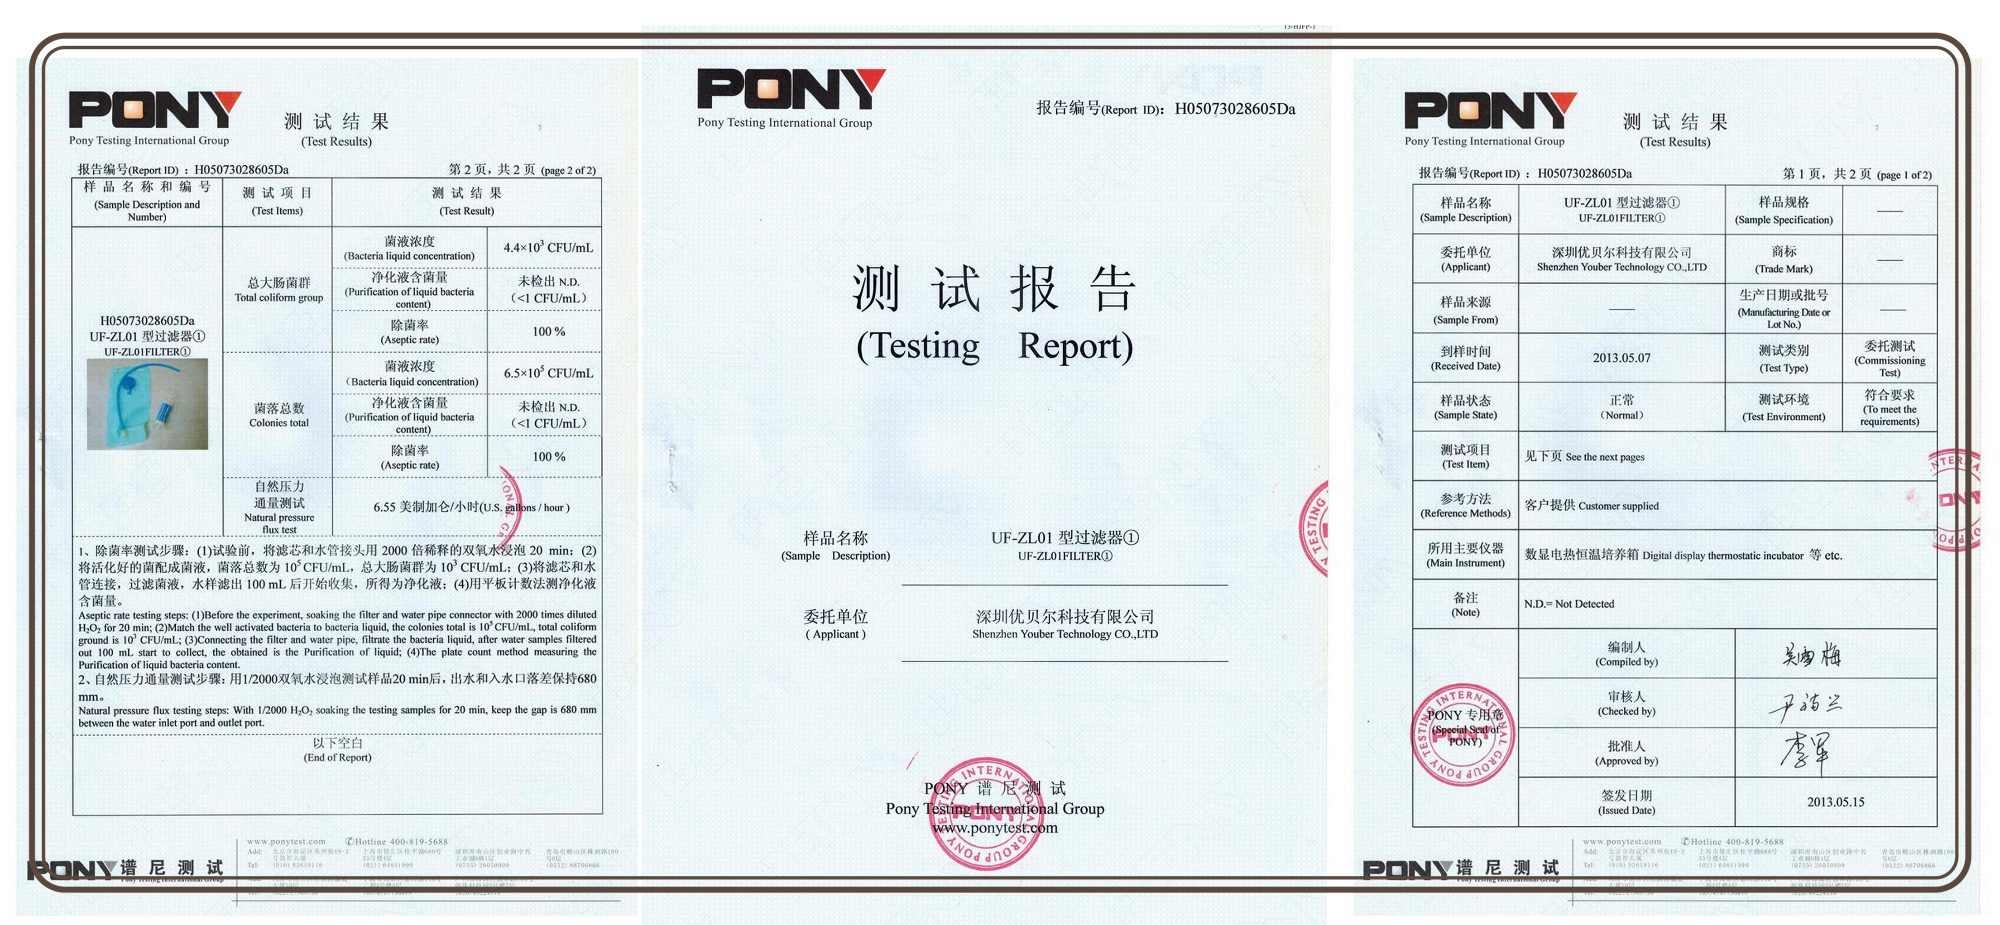 PONY
Pony Testing International Group
测 试 结 果
(Test Results)
报告编号(Report ID)：H05073028605Da
第 2 页，共 2 页 (page 2 of 2)
样 品 名 称 和 编 号
(Sample Description and
Number)
测 试 项 目
(Test Items)
测 试 结 果
(Test Result)
H05073028605Da
UF-ZL01 型过滤器①
UF-ZL01FILTER①
总大肠菌群
Total coliform group
菌液浓度
(Bacteria liquid concentration)
4.4×10³ CFU/mL
净化液含菌量
(Purification of liquid bacteria
content)
未检出 N.D.
（<1 CFU/mL）
除菌率
(Aseptic rate)
100 %
菌落总数
Colonies total
菌液浓度
（Bacteria liquid concentration)
6.5×10⁵ CFU/mL
净化液含菌量
(Purification of liquid bacteria
content)
未检出 N.D.
（<1 CFU/mL）
除菌率
(Aseptic rate)
100 %
自然压力
通量测试
Natural pressure
flux test
6.55 美制加仑/小时(U.S. gallons / hour )
1、除菌率测试步骤：(1)试验前，将滤芯和水管接头用 2000 倍稀释的双氧水浸泡 20 min；(2)
将活化好的菌配成菌液，菌落总数为 10⁵ CFU/mL，总大肠菌群为 10³ CFU/mL；(3)将滤芯和水
管连接，过滤菌液，水样滤出 100 mL 后开始收集，所得为净化液；(4)用平板计数法测净化液
含菌量。
Aseptic rate testing steps: (1)Before the experiment, soaking the filter and water pipe connector with 2000 times diluted
H₂O₂ for 20 min; (2)Match the well activated bacteria to bacteria liquid, the colonies total is 10⁵ CFU/mL, total coliform
ground is 10³ CFU/mL; (3)Connecting the filter and water pipe, filtrate the bacteria liquid, after water samples filtered
out 100 mL start to collect, the obtained is the Purification of liquid; (4)The plate count method measuring the
Purification of liquid bacteria content.
2、自然压力通量测试步骤：用1/2000双氧水浸泡测试样品20 min后，出水和入水口落差保持680
mm。
Natural pressure flux testing steps: With 1/2000 H₂O₂ soaking the testing samples for 20 min, keep the gap is 680 mm
between the water inlet port and outlet port.
以下空白
(End of Report)
PONY 谱 尼 测 试
Pony Testing International Group
www.ponytest.com
✆Hotline 400-819-5688
PONY
Pony Testing International Group
报告编号(Report ID)：H05073028605Da
测 试 报 告
(Testing Report)
样品名称
(Sample Description)
UF-ZL01 型过滤器①
UF-ZL01FILTER①
委托单位
( Applicant )
深圳优贝尔科技有限公司
Shenzhen Youber Technology CO.,LTD
PONY 谱 尼 测 试
Pony Testing International Group
www.ponytest.com
PONY TESTING INTERNATIONAL GROUP
PONY
PONY
Pony Testing International Group
测 试 结 果
(Test Results)
报告编号(Report ID)：H05073028605Da
第 1 页，共 2 页 (page 1 of 2)
样品名称
(Sample Description)
UF-ZL01 型过滤器①
UF-ZL01FILTER①
样品规格
(Sample Specification)
——
委托单位
(Applicant)
深圳优贝尔科技有限公司
Shenzhen Youber Technology CO.,LTD
商标
(Trade Mark)
——
样品来源
(Sample From)
——
生产日期或批号
(Manufacturing Date or
Lot No.)
——
到样时间
(Received Date)
2013.05.07
测试类别
(Test Type)
委托测试
(Commissioning
Test)
样品状态
(Sample State)
正常
（Normal）
测试环境
(Test Environment)
符合要求
(To meet the
requirements)
测试项目
(Test Item)
见下页 See the next pages
参考方法
(Reference Methods)
客户提供 Customer supplied
所用主要仪器
(Main Instrument)
数显电热恒温培养箱 Digital display thermostatic incubator 等 etc.
备注
(Note)
N.D.= Not Detected
PONY 专用章
(Special Seal of
PONY)
PONY TESTING INTERNATIONAL GROUP
PONY
编制人
(Compiled by)
审核人
(Checked by)
批准人
(Approved by)
李军
签发日期
(Issued Date)
2013.05.15
PONY 谱 尼 测 试
Pony Testing International Group
www.ponytest.com
✆Hotline 400-819-5688